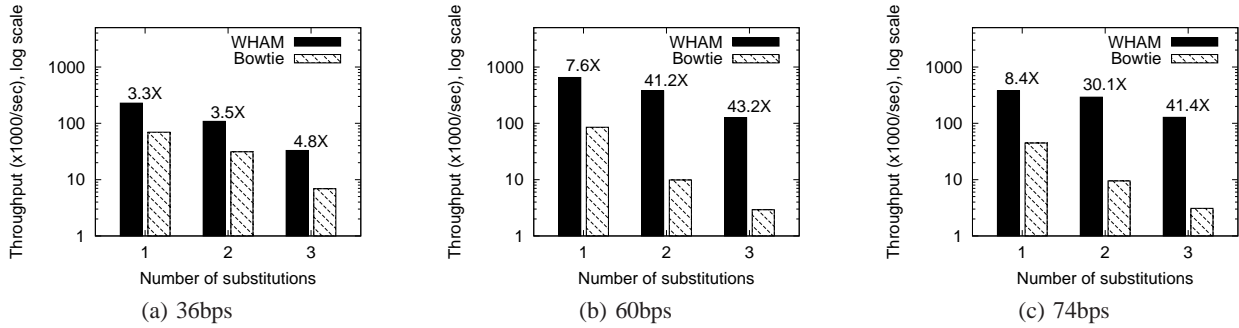 Throughput (x1000/sec), log scale
1000
100
10
1
WHAM
Bowtie
3.3X
3.5X
4.8X
1 2 3
Number of substitutions
(a) 36bps
Throughput (x1000/sec), log scale
1000
100
10
1
WHAM
Bowtie
7.6X
41.2X
43.2X
1 2 3
Number of substitutions
(b) 60bps
Throughput (x1000/sec), log scale
1000
100
10
1
WHAM
Bowtie
8.4X
30.1X
41.4X
1 2 3
Number of substitutions
(c) 74bps